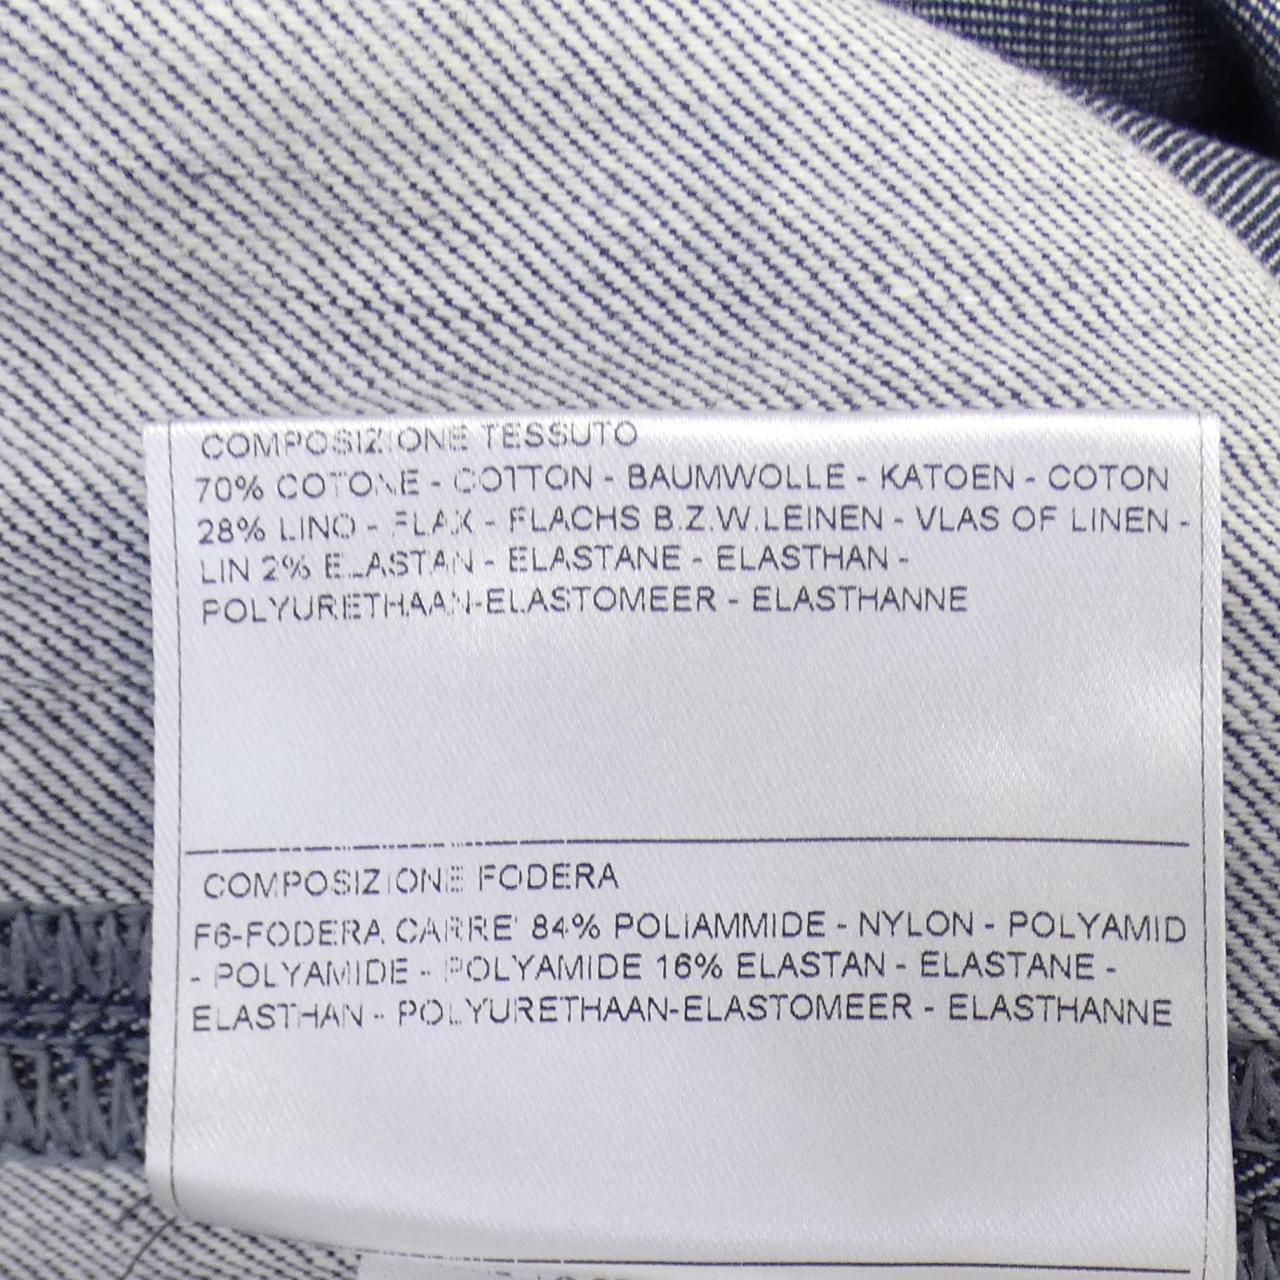 COMPOSIZIONE TESSUTO
70% COTONE - COTTON - BAUMWOLLE - KATOEN - COTON
28% LINO - FLAX - FLACHS B.Z.W.LEINEN - VLAS OF LINEN -
LIN 2% ELASTAN - ELASTANE - ELASTHAN -
POLYURETHAAN-ELASTOMEER - ELASTHANNE
COMPOSIZIONE FODERA
F6-FODERA CARRE' 84% POLIAMMIDE - NYLON - POLYAMID
- POLYAMIDE - POLYAMIDE 16% ELASTAN - ELASTANE -
ELASTHAN - POLYURETHAAN-ELASTOMEER - ELASTHANNE